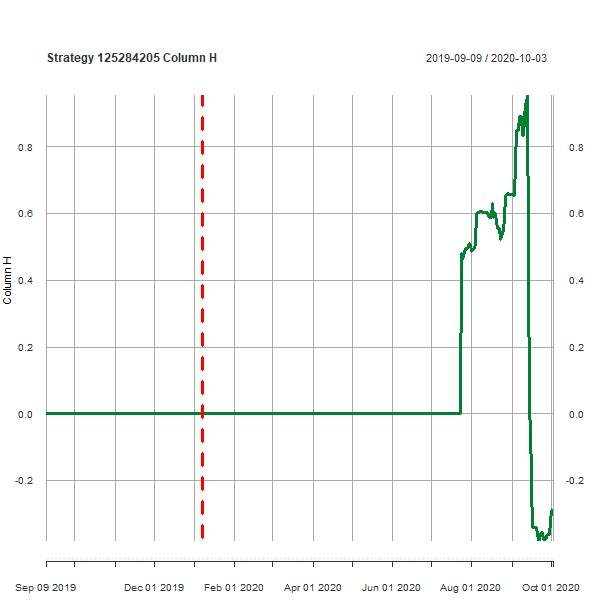 Strategy 125284205 Column H
2019-09-09 / 2020-10-03
Column H
0.8
0.6
0.4
0.2
0.0
-0.2
0.8
0.6
0.4
0.2
0.0
-0.2
Sep 09 2019
Dec 01 2019
Feb 01 2020
Apr 01 2020
Jun 01 2020
Aug 01 2020
Oct 01 2020